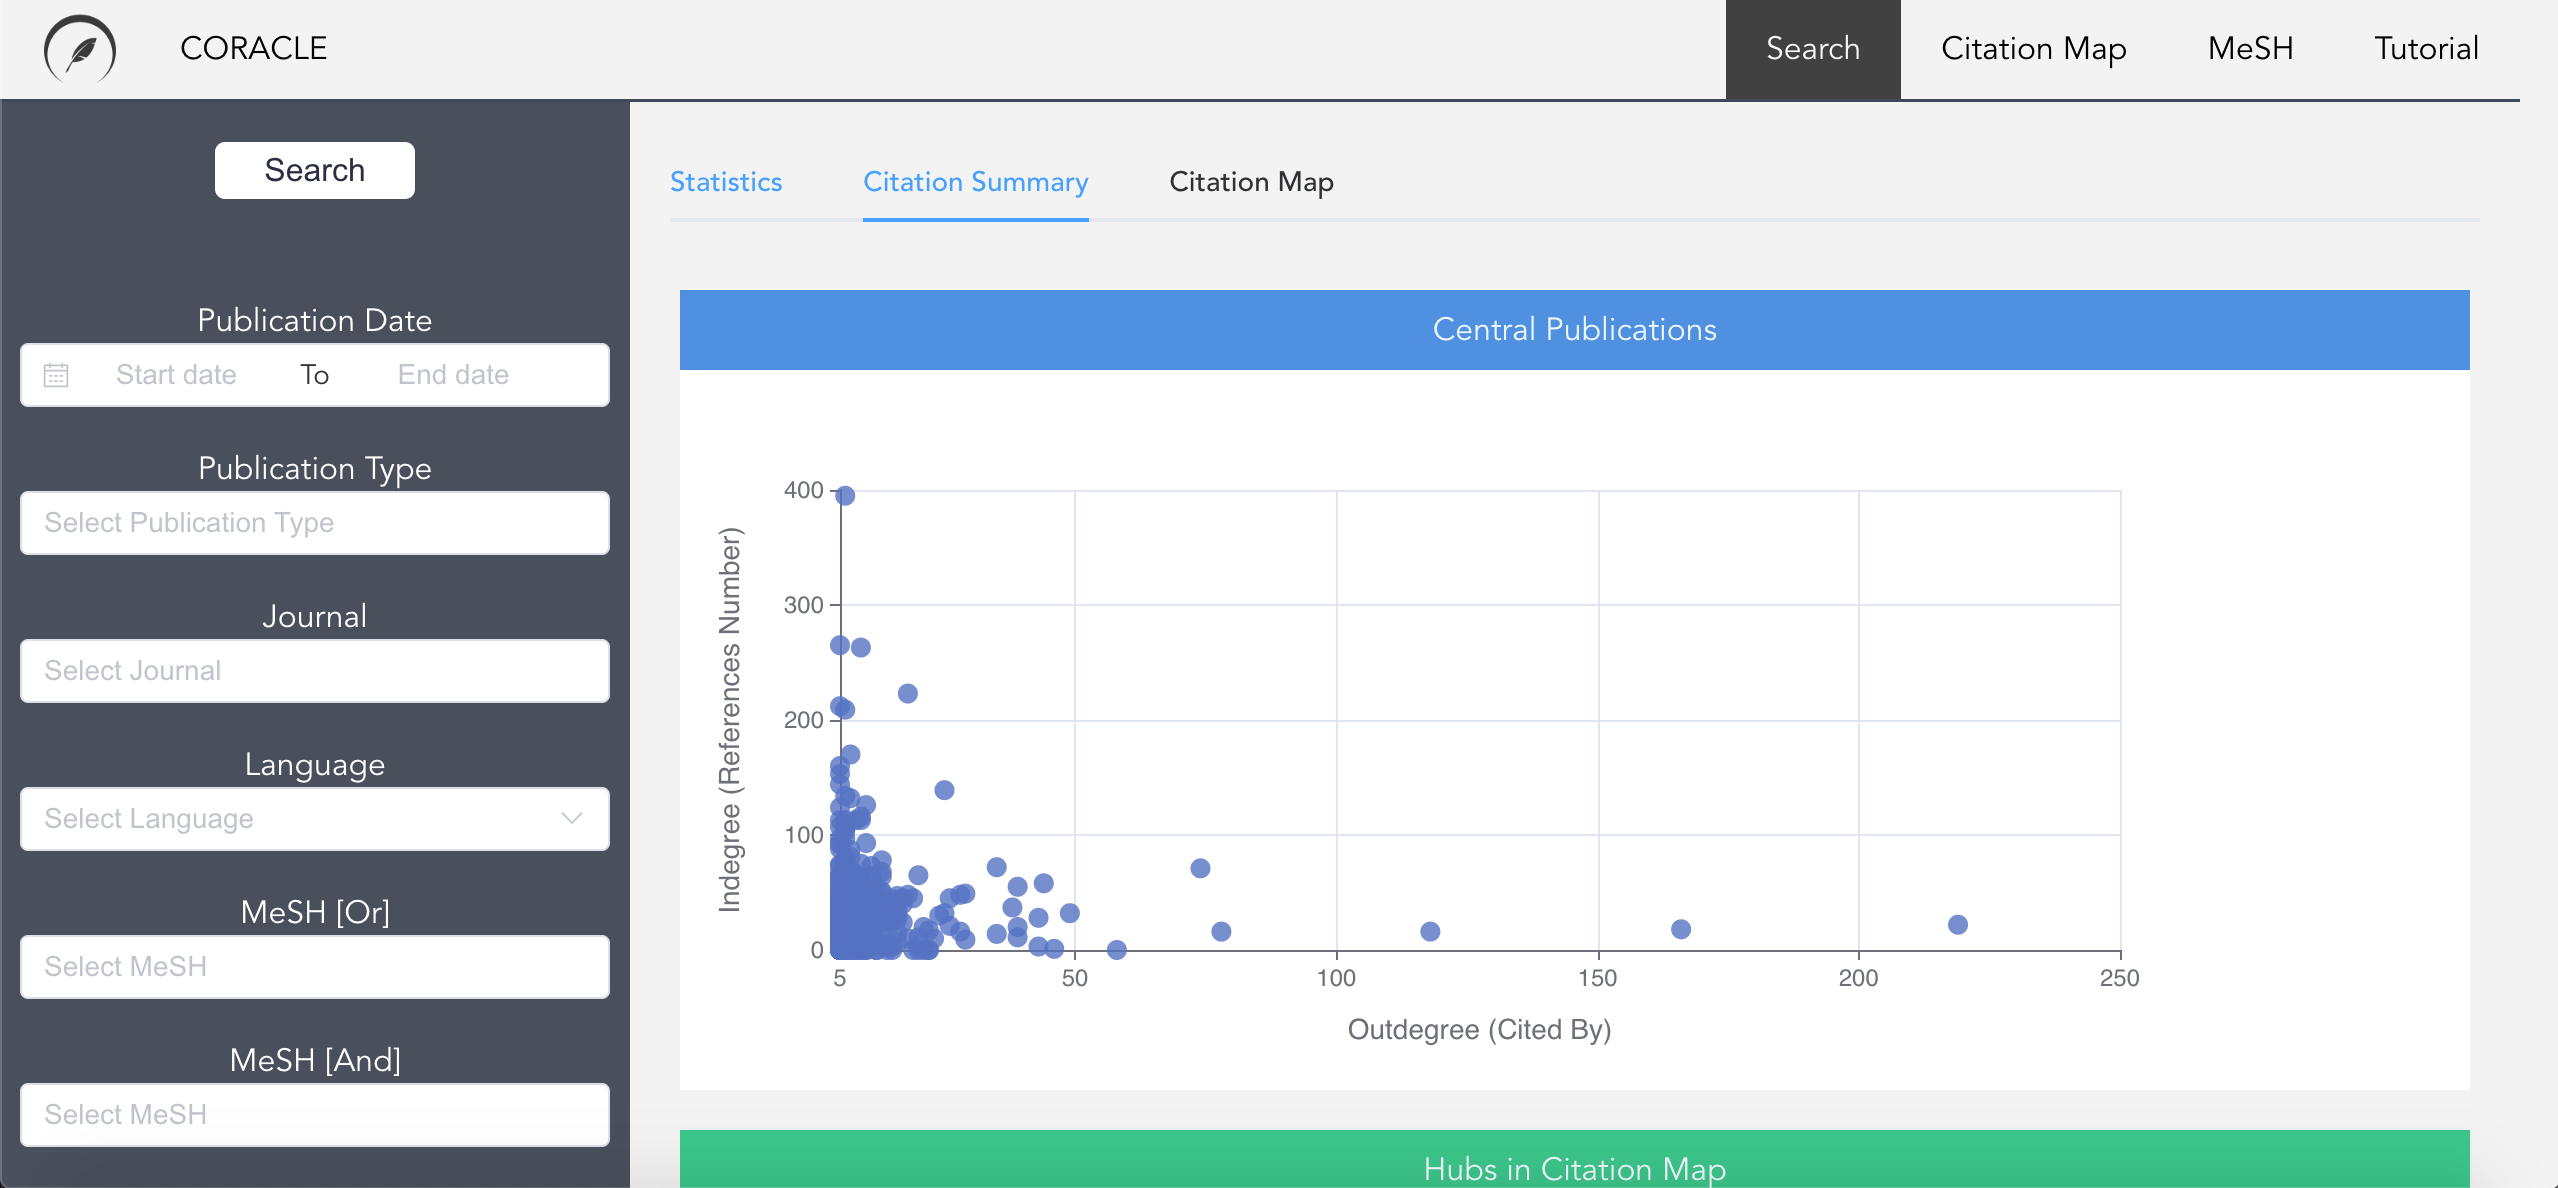 CORACLE
Search
Citation Map
MeSH
Tutorial
Search
Publication Date
Start date To End date
Publication Type
Select Publication Type
Journal
Select Journal
Language
Select Language
MeSH [Or]
Select MeSH
MeSH [And]
Select MeSH
Statistics
Citation Summary
Citation Map
Central Publications
Indegree (References Number)
400
300
200
100
0
5 50 100 150 200 250
Outdegree (Cited By)
Hubs in Citation Map